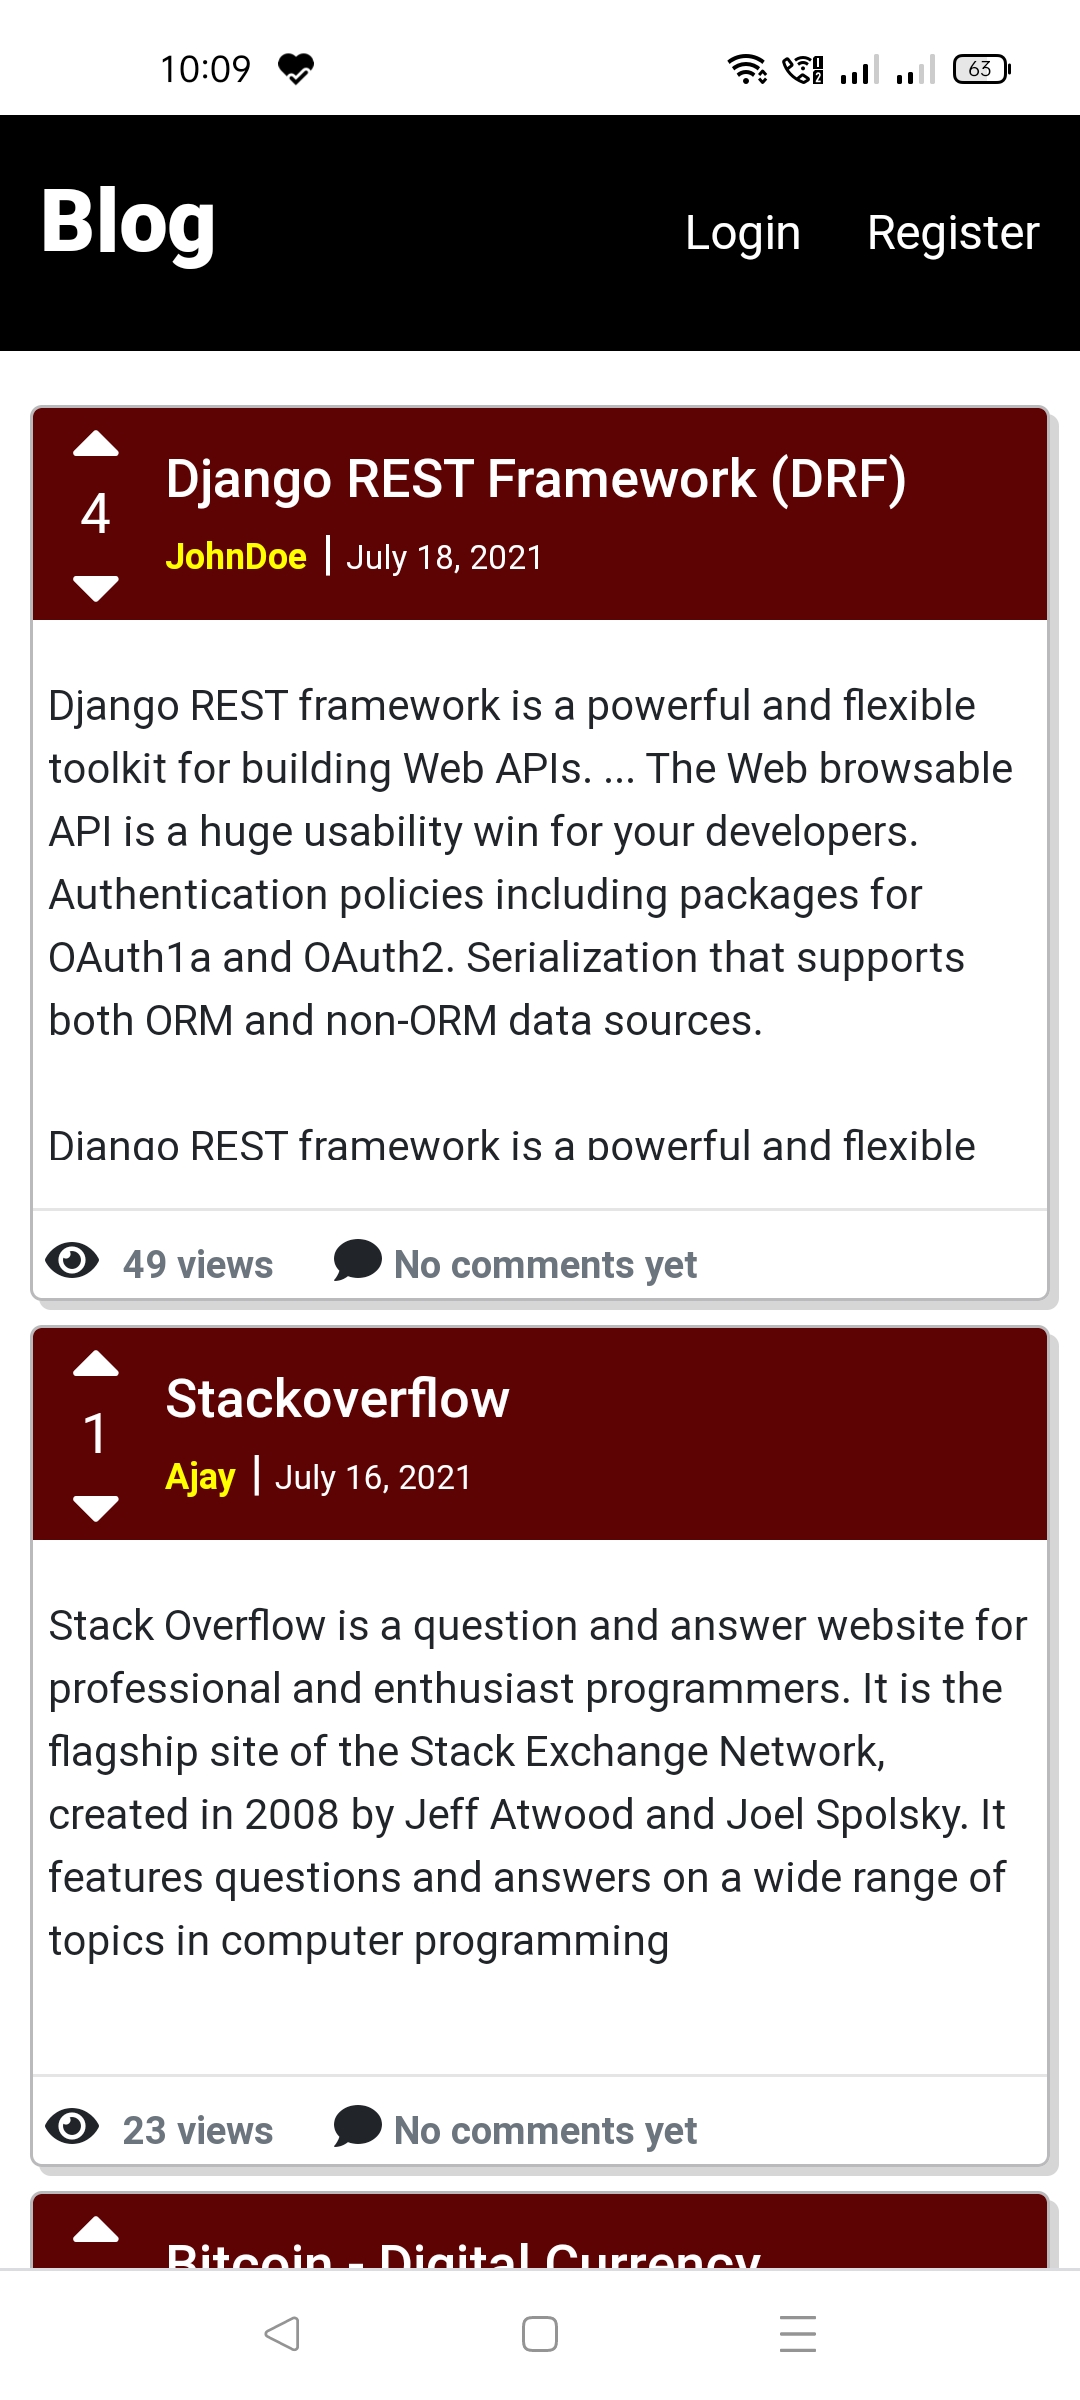 10:09
63
Blog
Login Register
4
Django REST Framework (DRF)
JohnDoe | July 18, 2021
Django REST framework is a powerful and flexible
toolkit for building Web APIs. ... The Web browsable
API is a huge usability win for your developers.
Authentication policies including packages for
OAuth1a and OAuth2. Serialization that supports
both ORM and non-ORM data sources.
Django REST framework is a powerful and flexible
49 views No comments yet
1
Stackoverflow
Ajay | July 16, 2021
Stack Overflow is a question and answer website for
professional and enthusiast programmers. It is the
flagship site of the Stack Exchange Network,
created in 2008 by Jeff Atwood and Joel Spolsky. It
features questions and answers on a wide range of
topics in computer programming
23 views No comments yet
Bitcoin - Digital Currency